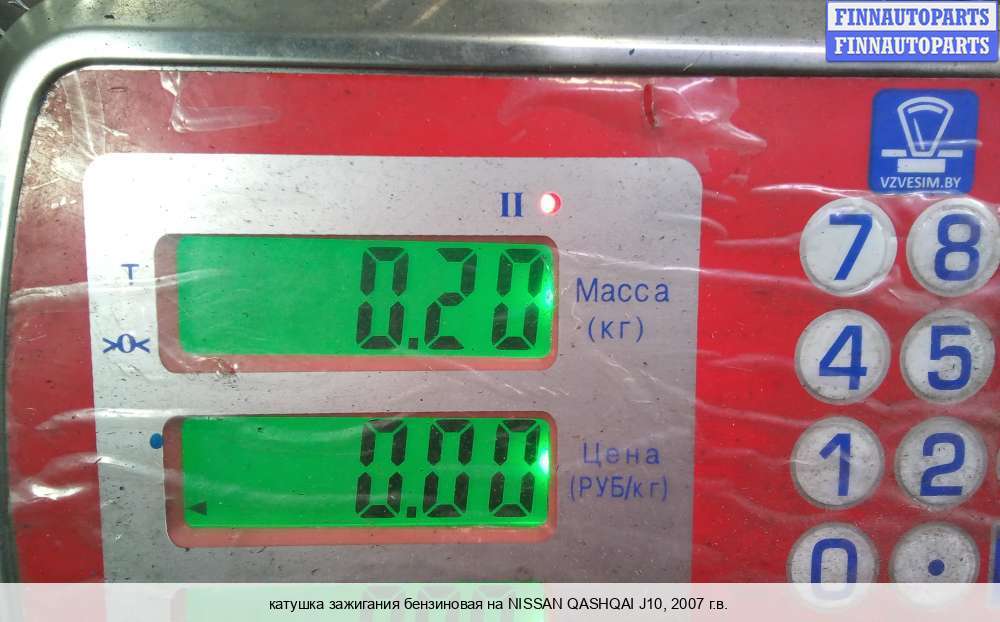 FINNAUTOPARTS
FINNAUTOPARTS
VZVESIM.BY
II
7 8
T
0.20
Масса
(кг)
>0<
4 5
0.00
Цена
(РУБ/кг)
1 2
0 .
катушка зажигания бензиновая на NISSAN QASHQAI J10, 2007 г.в.